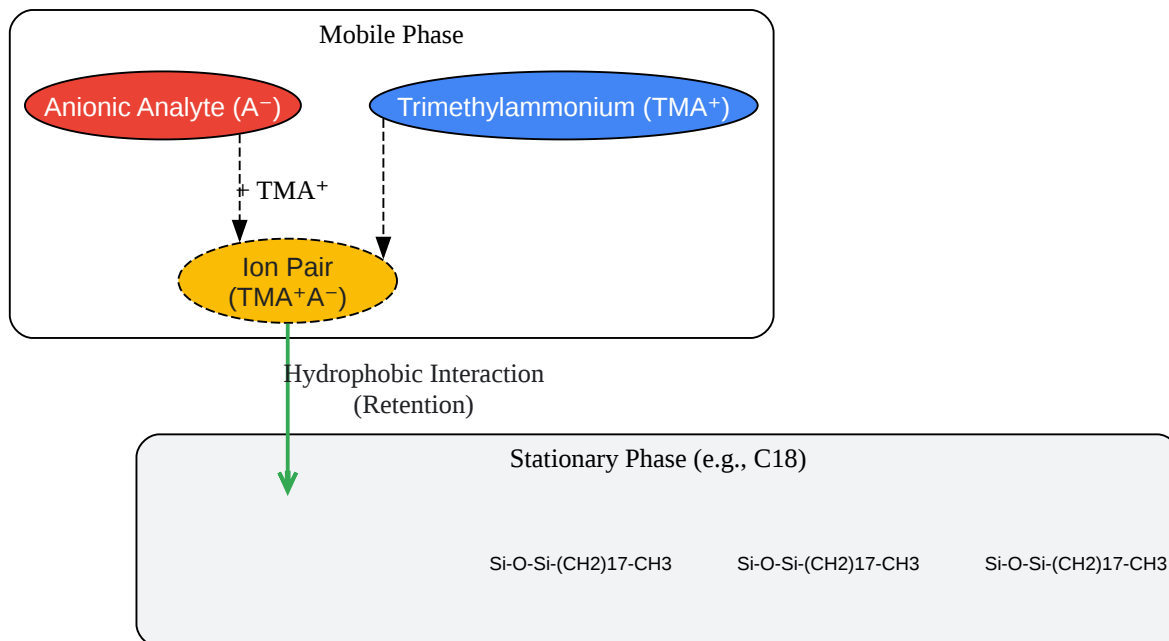 Mobile Phase
Anionic Analyte (A⁻)
Trimethylammonium (TMA⁺)
+ TMA⁺
Ion Pair
(TMA⁺A⁻)
Hydrophobic Interaction
(Retention)
Stationary Phase (e.g., C18)
Si-O-Si-(CH2)17-CH3
Si-O-Si-(CH2)17-CH3
Si-O-Si-(CH2)17-CH3